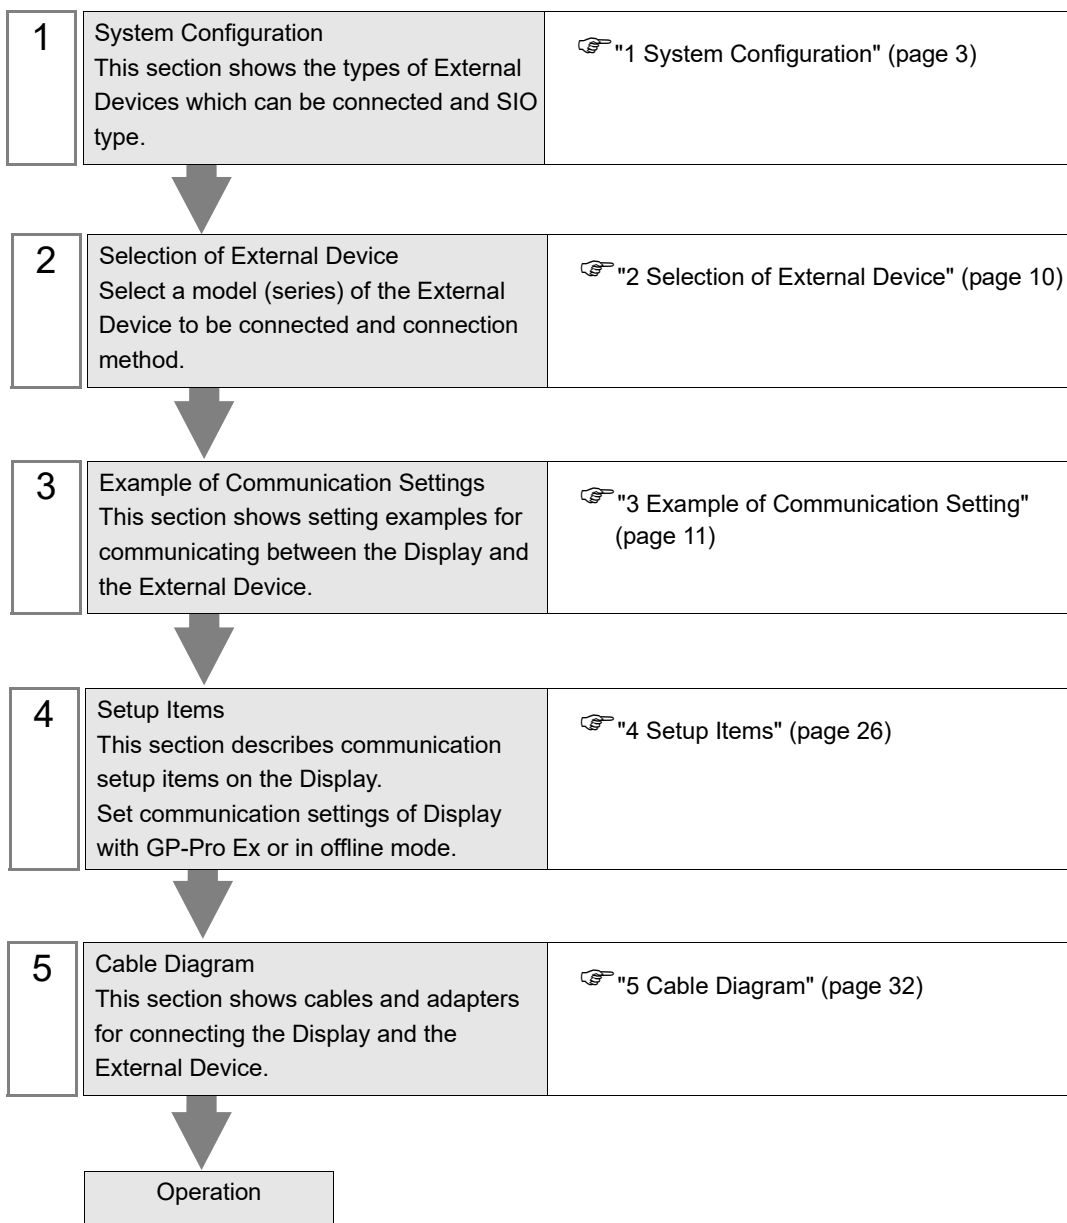 1
System Configuration
This section shows the types of External
Devices which can be connected and SIO
type.
"1 System Configuration" (page 3)
2
Selection of External Device
Select a model (series) of the External
Device to be connected and connection
method.
"2 Selection of External Device" (page 10)
3
Example of Communication Settings
This section shows setting examples for
communicating between the Display and
the External Device.
"3 Example of Communication Setting"
(page 11)
4
Setup Items
This section describes communication
setup items on the Display.
Set communication settings of Display
with GP-Pro Ex or in offline mode.
"4 Setup Items" (page 26)
5
Cable Diagram
This section shows cables and adapters
for connecting the Display and the
External Device.
"5 Cable Diagram" (page 32)
Operation